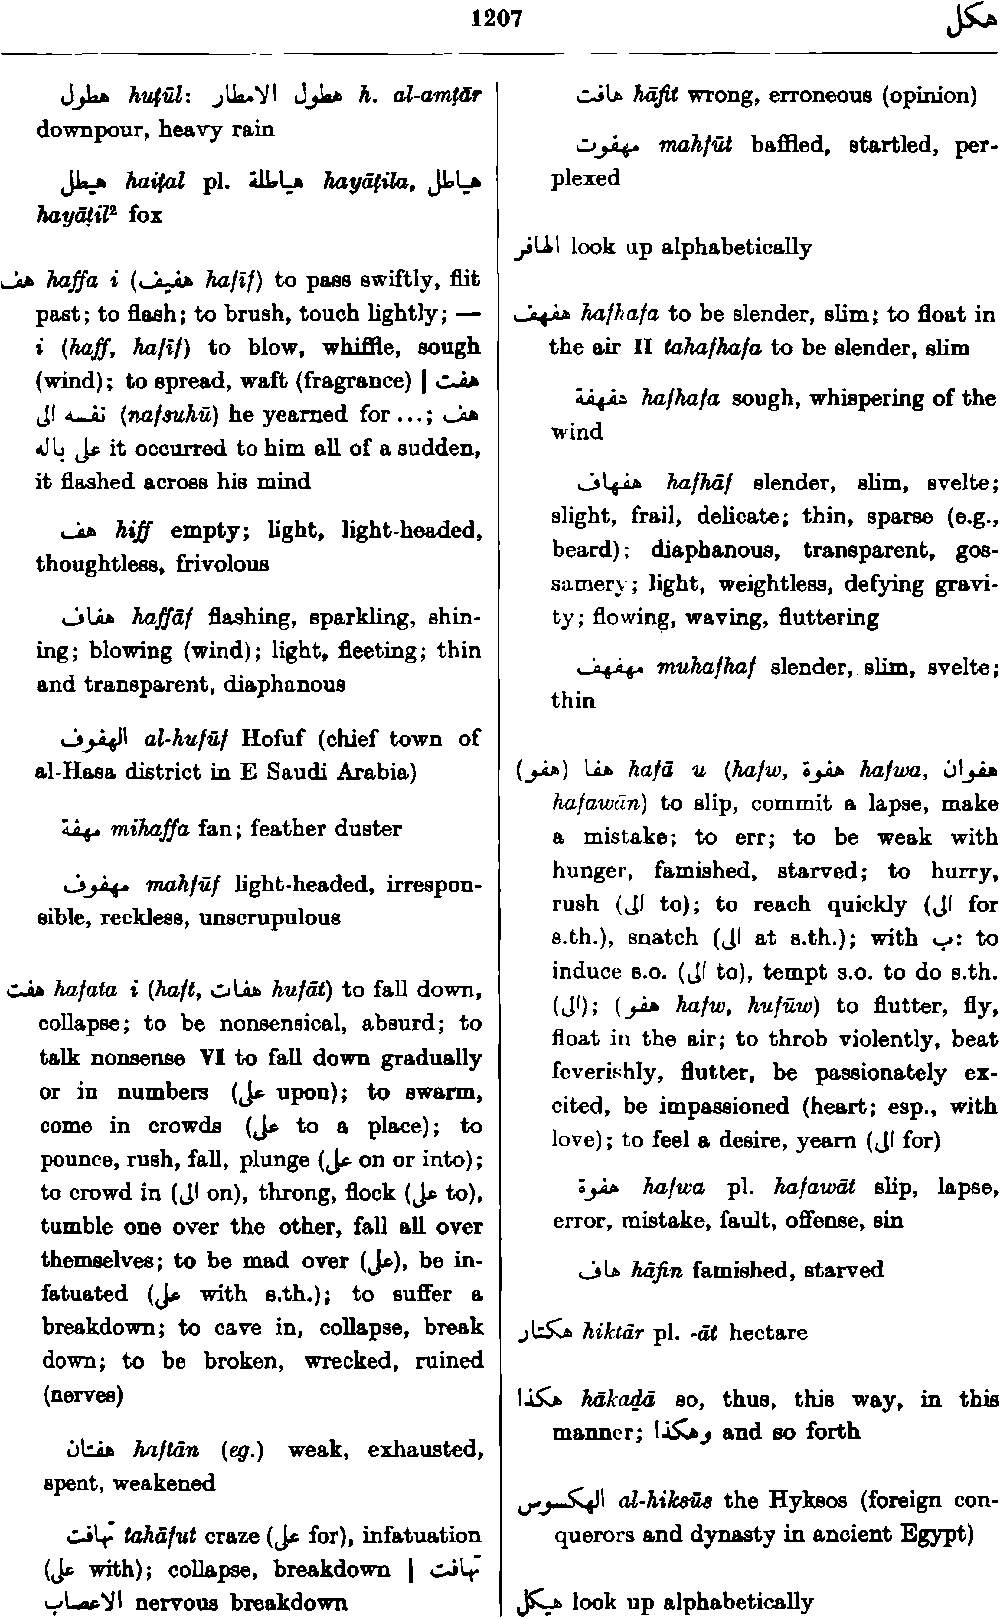 1207
هكل
هطول huṭūl: هطول الامطار h. al-amṭār
downpour, heavy rain
هيطل haiṭal pl. هياطلة hayāṭila, هياطل
hayāṭil² fox
هف haffa i (هفيف hafīf) to pass swiftly, flit
past; to flash; to brush, touch lightly; —
i (haff, hafīf) to blow, whiffle, sough
(wind); to spread, waft (fragrance) | هفت
نفسه الى (nafsuhū) he yearned for ...; هف
على باله it occurred to him all of a sudden,
it flashed across his mind
هف hiff empty; light, light-headed,
thoughtless, frivolous
هفاف haffāf flashing, sparkling, shin-
ing; blowing (wind); light, fleeting; thin
and transparent, diaphanous
الهفوف al-hufūf Hofuf (chief town of
al-Hasa district in E Saudi Arabia)
مهفة mihaffa fan; feather duster
مهفوف mahfūf light-headed, irrespon-
sible, reckless, unscrupulous
هفت hafata i (haft, هفات hufāt) to fall down,
collapse; to be nonsensical, absurd; to
talk nonsense VI to fall down gradually
or in numbers (على upon); to swarm,
come in crowds (على to a place); to
pounce, rush, fall, plunge (على on or into);
to crowd in (الى on), throng, flock (على to),
tumble one over the other, fall all over
themselves; to be mad over (على), be in-
fatuated (على with s.th.); to suffer a
breakdown; to cave in, collapse, break
down; to be broken, wrecked, ruined
(nerves)
هفتان haftān (eg.) weak, exhausted,
spent, weakened
تهافت tahāfut craze (على for), infatuation
(على with); collapse, breakdown | تهافت
الاعصاب nervous breakdown
هافت hāfit wrong, erroneous (opinion)
مهفوت mahfūt baffled, startled, per-
plexed
الهافر look up alphabetically
هفهف hafhafa to be slender, slim; to float in
the air II tahafhafa to be slender, slim
هفهفة hafhafa sough, whispering of the
wind
هفهاف hafhāf slender, slim, svelte;
slight, frail, delicate; thin, sparse (e.g.,
beard); diaphanous, transparent, gos-
samery; light, weightless, defying gravi-
ty; flowing, waving, fluttering
مهفهف muhafhaf slender, slim, svelte;
thin
(هفو) هفا hafā u (hafw, هفوة hafwa, هفوان
hafawān) to slip, commit a lapse, make
a mistake; to err; to be weak with
hunger, famished, starved; to hurry,
rush (الى to); to reach quickly (الى for
s.th.), snatch (الى at s.th.); with ب: to
induce s.o. (الى to), tempt s.o. to do s.th.
(الى); (هفو hafw, hufūw) to flutter, fly,
float in the air; to throb violently, beat
feverishly, flutter, be passionately ex-
cited, be impassioned (heart; esp., with
love); to feel a desire, yearn (الى for)
هفوة hafwa pl. hafawāt slip, lapse,
error, mistake, fault, offense, sin
هاف hāfin famished, starved
هكتار hiktār pl. -āt hectare
هكذا hākaḏā so, thus, this way, in this
manner; وهكذا and so forth
الهكسوس al-hiksūs the Hyksos (foreign con-
querors and dynasty in ancient Egypt)
هيكل look up alphabetically